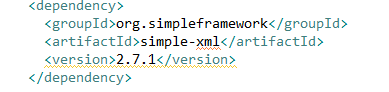 <dependency>
<groupId>org.simpleframework</groupId>
<artifactId>simple-xml</artifactId>
<version>2.7.1</version>
</dependency>